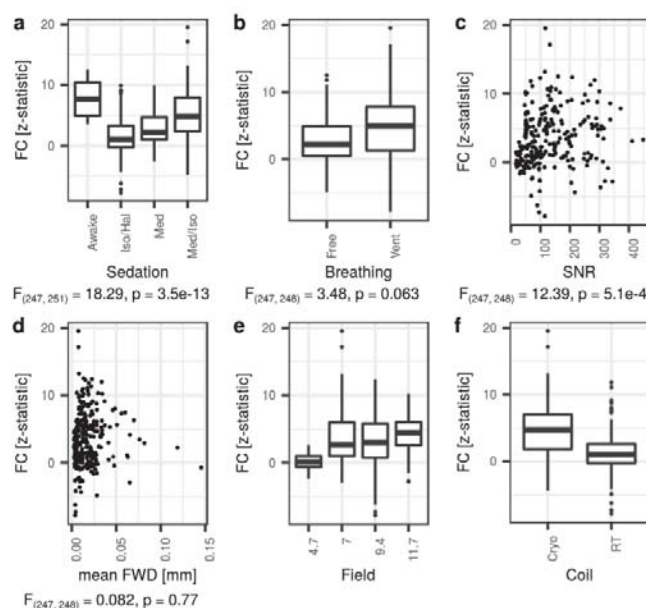 a
b
c
FC [z-statistic]
20
10
0
Awake
Iso/Hal
Med
Med/Iso
Sedation
F(247, 251) = 18.29, p = 3.5e-13
FC [z-statistic]
20
10
0
Free
Vent
Breathing
F(247, 248) = 3.48, p = 0.063
FC [z-statistic]
20
10
0
0
100
200
300
400
SNR
F(247, 248) = 12.39, p = 5.1e-4
d
e
f
FC [z-statistic]
20
10
0
0.00
0.05
0.10
0.15
mean FWD [mm]
F(247, 248) = 0.082, p = 0.77
FC [z-statistic]
20
10
0
4.7
7
9.4
11.7
Field
FC [z-statistic]
20
10
0
Cryo
RT
Coil